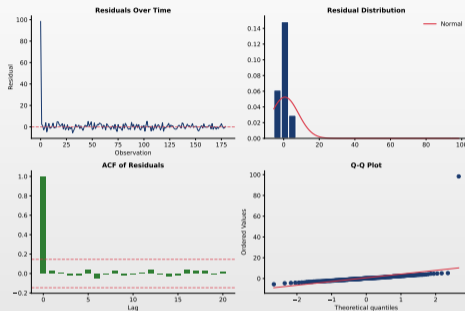 Residuals Over Time
100
80
60
40
20
0
Residual
0 25 50 75 100 125 150 175
Observation
Residual Distribution
Normal
0.14
0.12
0.10
0.08
0.06
0.04
0.02
0.00
0 20 40 60 80 100
ACF of Residuals
1.0
0.8
0.6
0.4
0.2
0.0
−0.2
0 5 10 15 20
Lag
Q-Q Plot
100
80
60
40
20
0
Ordered Values
−2 −1 0 1 2
Theoretical quantiles